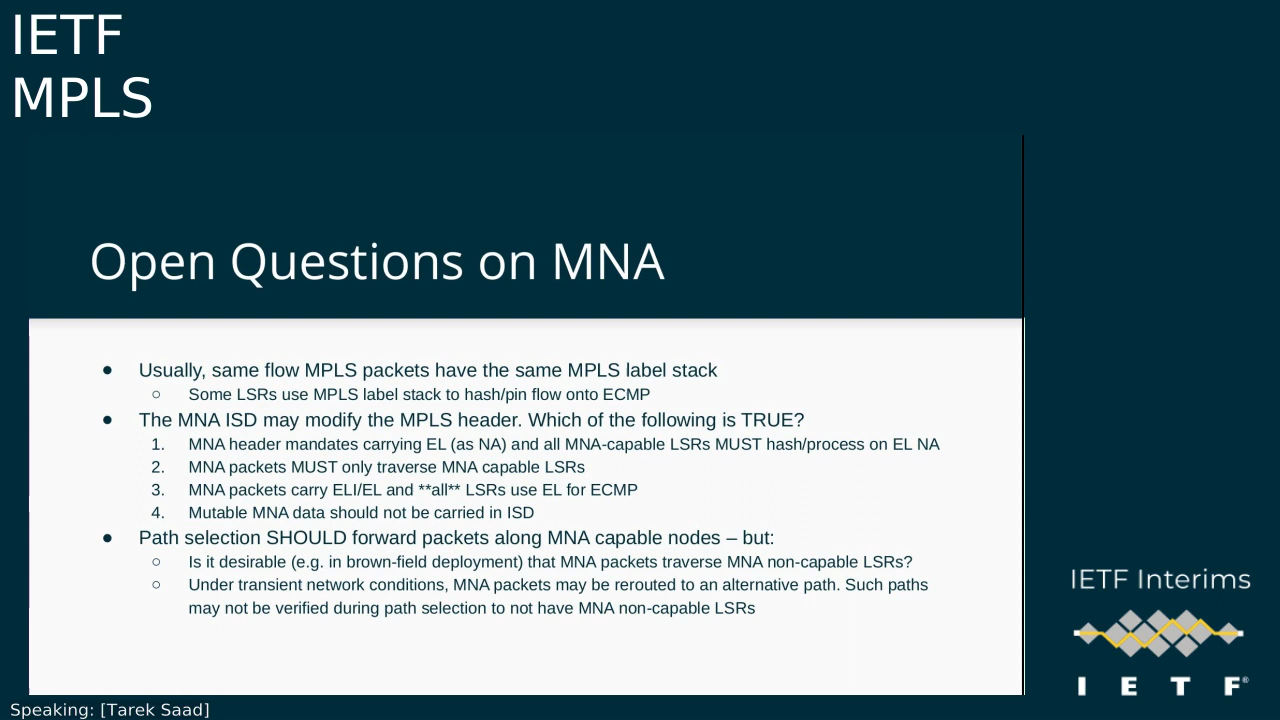 IETF
MPLS
Open Questions on MNA
● Usually, same flow MPLS packets have the same MPLS label stack
○ Some LSRs use MPLS label stack to hash/pin flow onto ECMP
● The MNA ISD may modify the MPLS header. Which of the following is TRUE?
1. MNA header mandates carrying EL (as NA) and all MNA-capable LSRs MUST hash/process on EL NA
2. MNA packets MUST only traverse MNA capable LSRs
3. MNA packets carry ELI/EL and **all** LSRs use EL for ECMP
4. Mutable MNA data should not be carried in ISD
● Path selection SHOULD forward packets along MNA capable nodes – but:
○ Is it desirable (e.g. in brown-field deployment) that MNA packets traverse MNA non-capable LSRs?
○ Under transient network conditions, MNA packets may be rerouted to an alternative path. Such paths
may not be verified during path selection to not have MNA non-capable LSRs
IETF Interims
I E T F®
Speaking: [Tarek Saad]